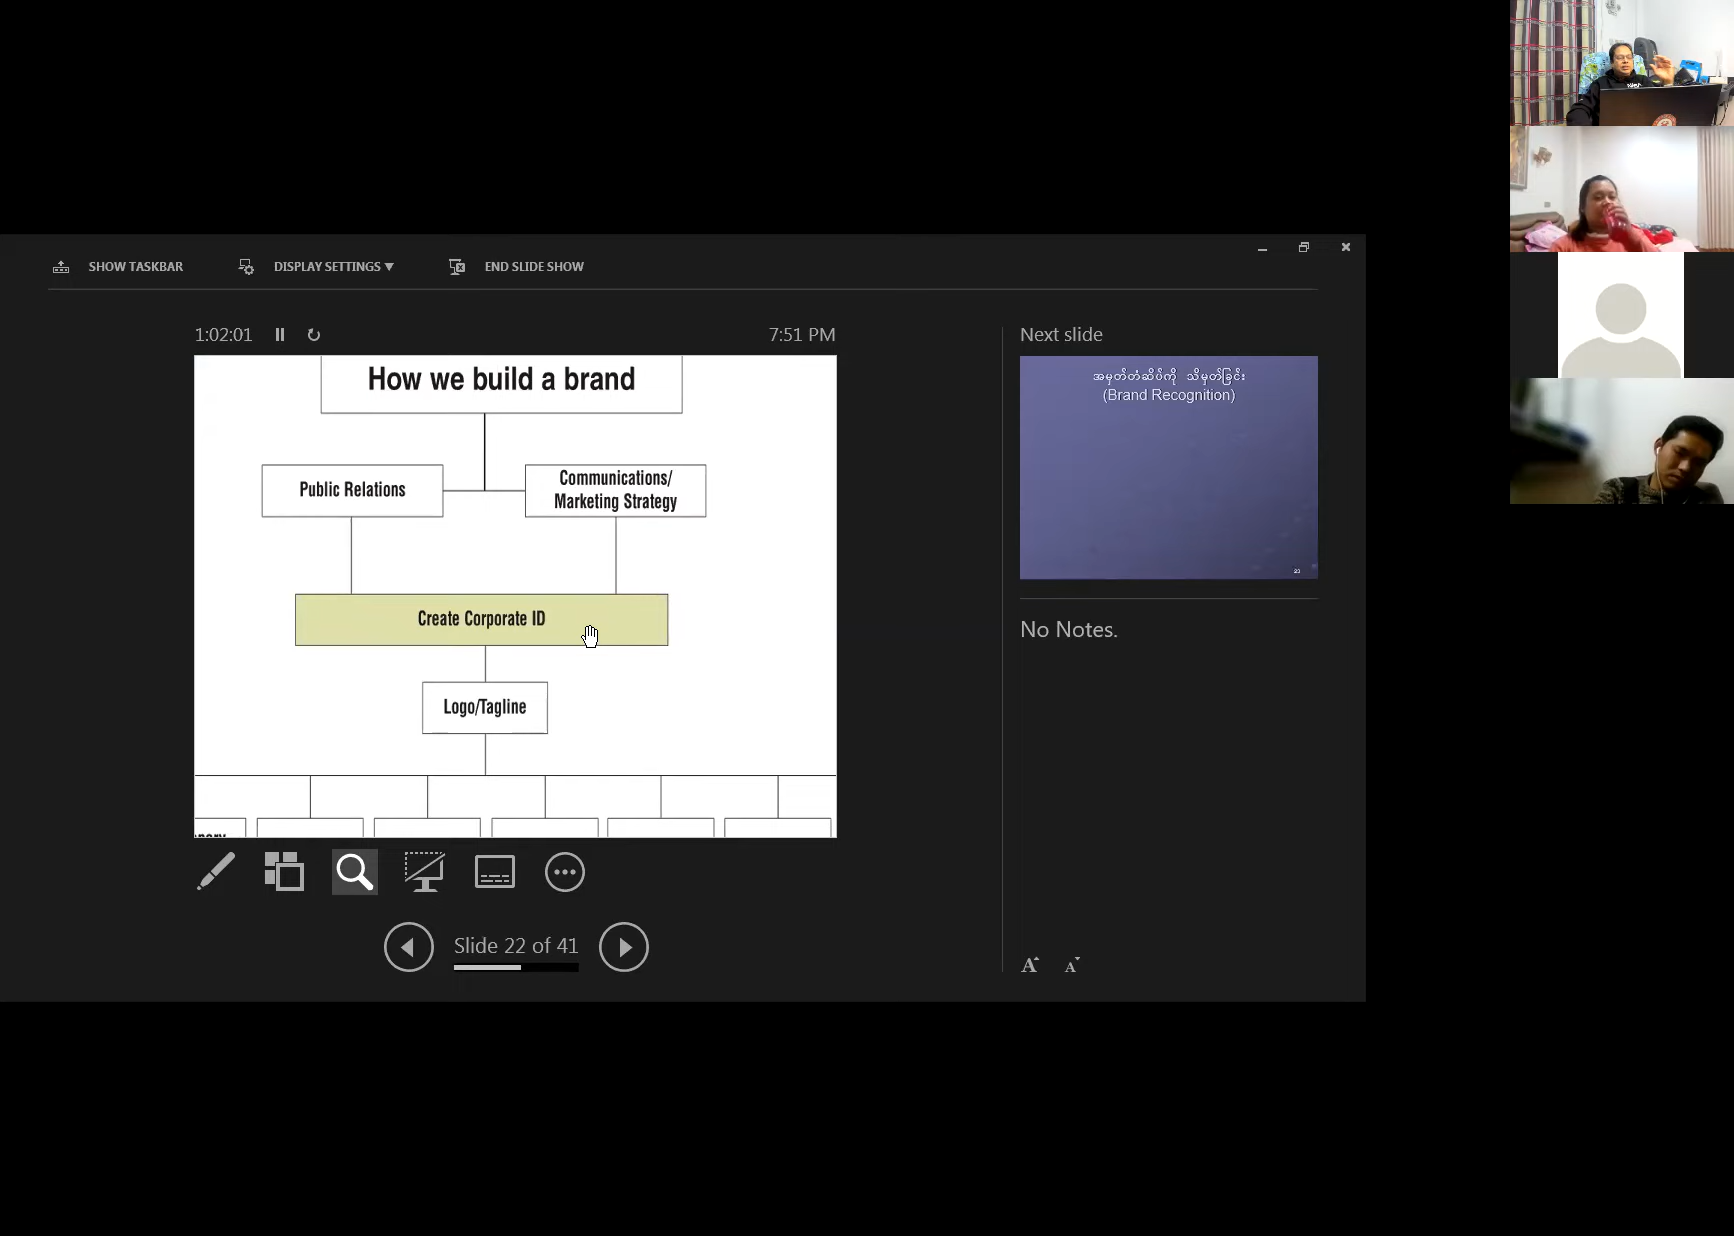 SHOW TASKBAR
DISPLAY SETTINGS
END SLIDE SHOW
1:02:01
7:51 PM
How we build a brand
Public Relations
Communications/
Marketing Strategy
Create Corporate ID
Logo/Tagline
Slide 22 of 41
Next slide
အမှတ်တံဆိပ်ကို သိမှတ်ခြင်း
(Brand Recognition)
23
No Notes.
A
A